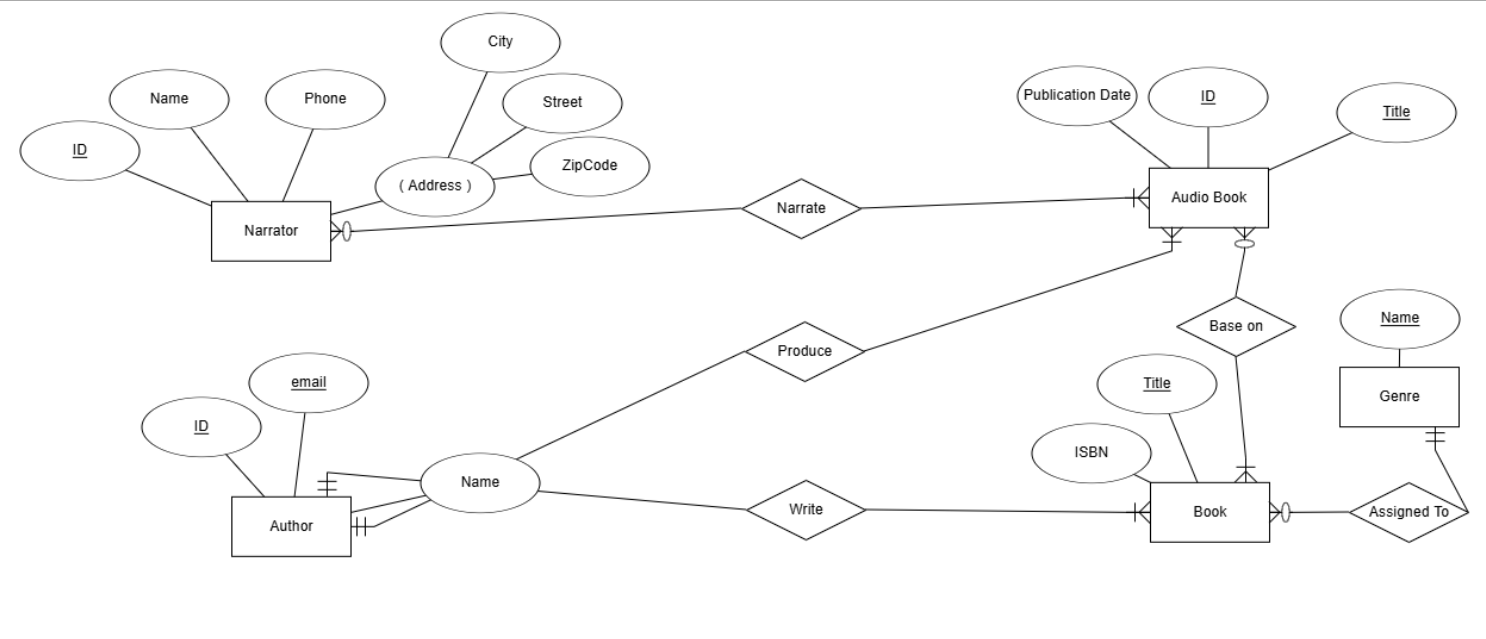 City
Name
Phone
Street
ID
( Address )
ZipCode
Narrator
Narrate
Publication Date
ID
Title
Audio Book
Produce
Base on
Name
Genre
email
ID
Name
Author
Write
Title
ISBN
Book
Assigned To